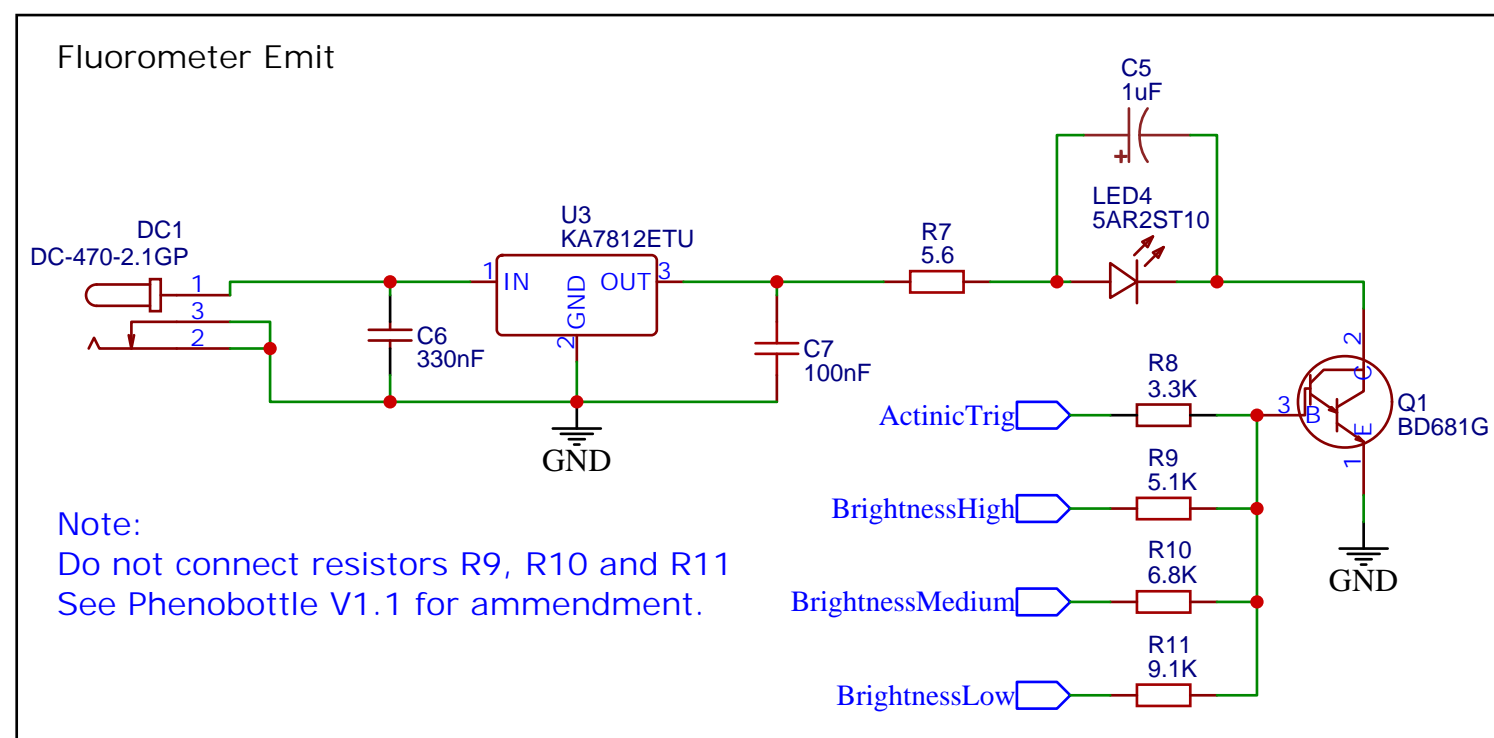 Fluorometer Emit
C5
1uF
+
LED4
5AR2ST10
DC1
DC-470-2.1GP
1
3
2
U3
KA7812ETU
1
IN
GND
OUT
3
2
R7
5.6
C6
330nF
C7
100nF
GND
2
C
3
B
E
1
Q1
BD681G
GND
ActinicTrig
R8
3.3K
BrightnessHigh
R9
5.1K
BrightnessMedium
R10
6.8K
BrightnessLow
R11
9.1K
Note:
Do not connect resistors R9, R10 and R11
See Phenobottle V1.1 for ammendment.